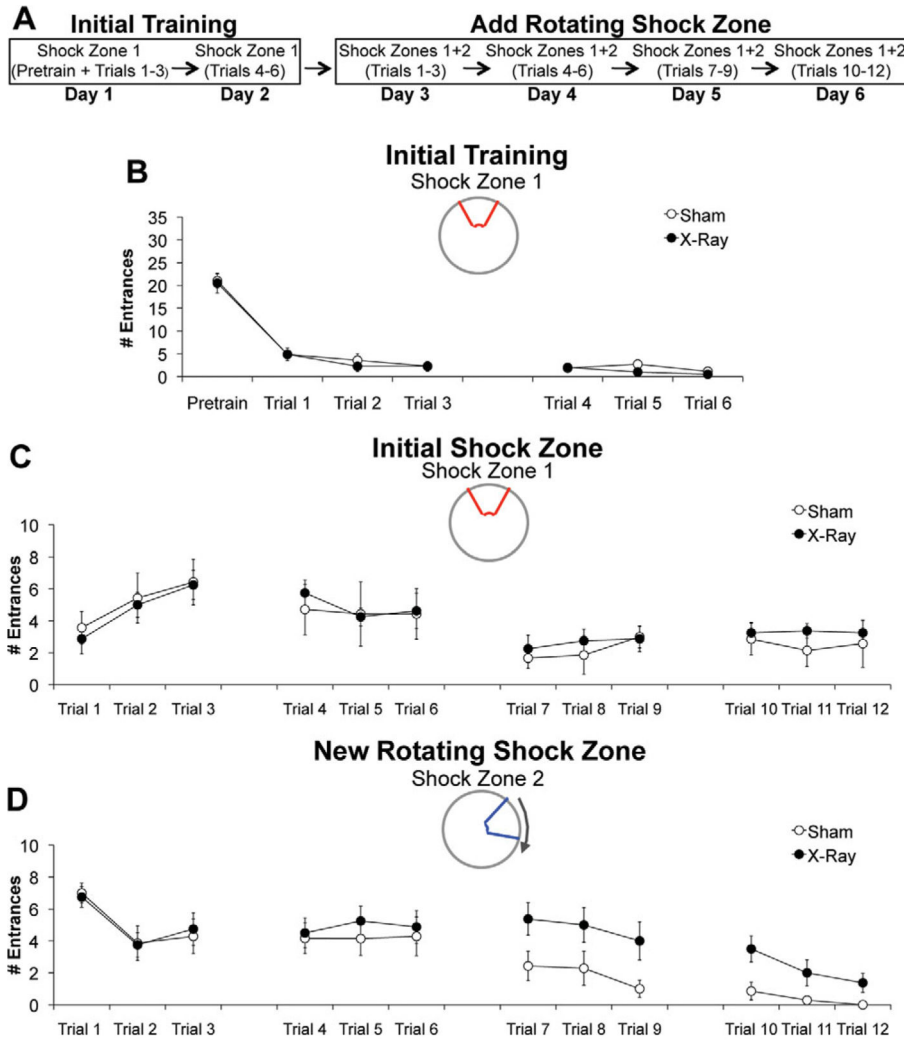 A
Initial Training
Add Rotating Shock Zone
Shock Zone 1
(Pretrain + Trials 1-3)
Day 1
Shock Zone 1
(Trials 4-6)
Day 2
Shock Zones 1+2
(Trials 1-3)
Day 3
Shock Zones 1+2
(Trials 4-6)
Day 4
Shock Zones 1+2
(Trials 7-9)
Day 5
Shock Zones 1+2
(Trials 10-12)
Day 6
B
Initial Training
Shock Zone 1
Sham
X-Ray
# Entrances
35
30
25
20
15
10
5
0
Pretrain Trial 1 Trial 2 Trial 3 Trial 4 Trial 5 Trial 6
C
Initial Shock Zone
Shock Zone 1
Sham
X-Ray
# Entrances
10
8
6
4
2
0
Trial 1 Trial 2 Trial 3 Trial 4 Trial 5 Trial 6 Trial 7 Trial 8 Trial 9 Trial 10 Trial 11 Trial 12
New Rotating Shock Zone
Shock Zone 2
D
Sham
X-Ray
# Entrances
10
8
6
4
2
0
Trial 1 Trial 2 Trial 3 Trial 4 Trial 5 Trial 6 Trial 7 Trial 8 Trial 9 Trial 10 Trial 11 Trial 12